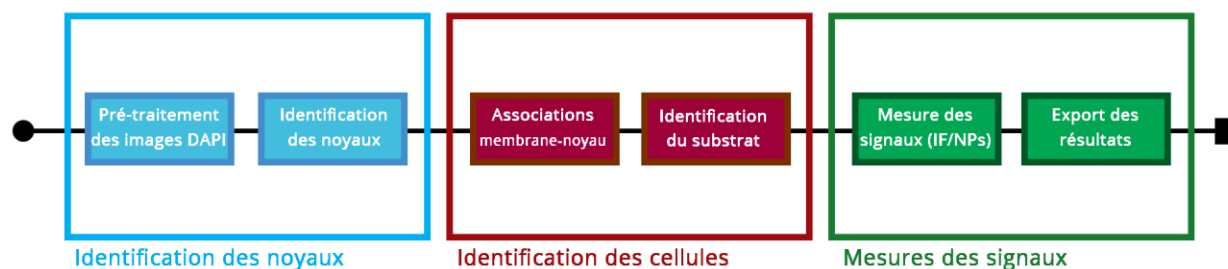 Pré-traitement
des images DAPI
Identification
des noyaux
Associations
membrane-noyau
Identification
du substrat
Mesure des
signaux (IF/NPs)
Export des
résultats
Identification des noyaux
Identification des cellules
Mesures des signaux